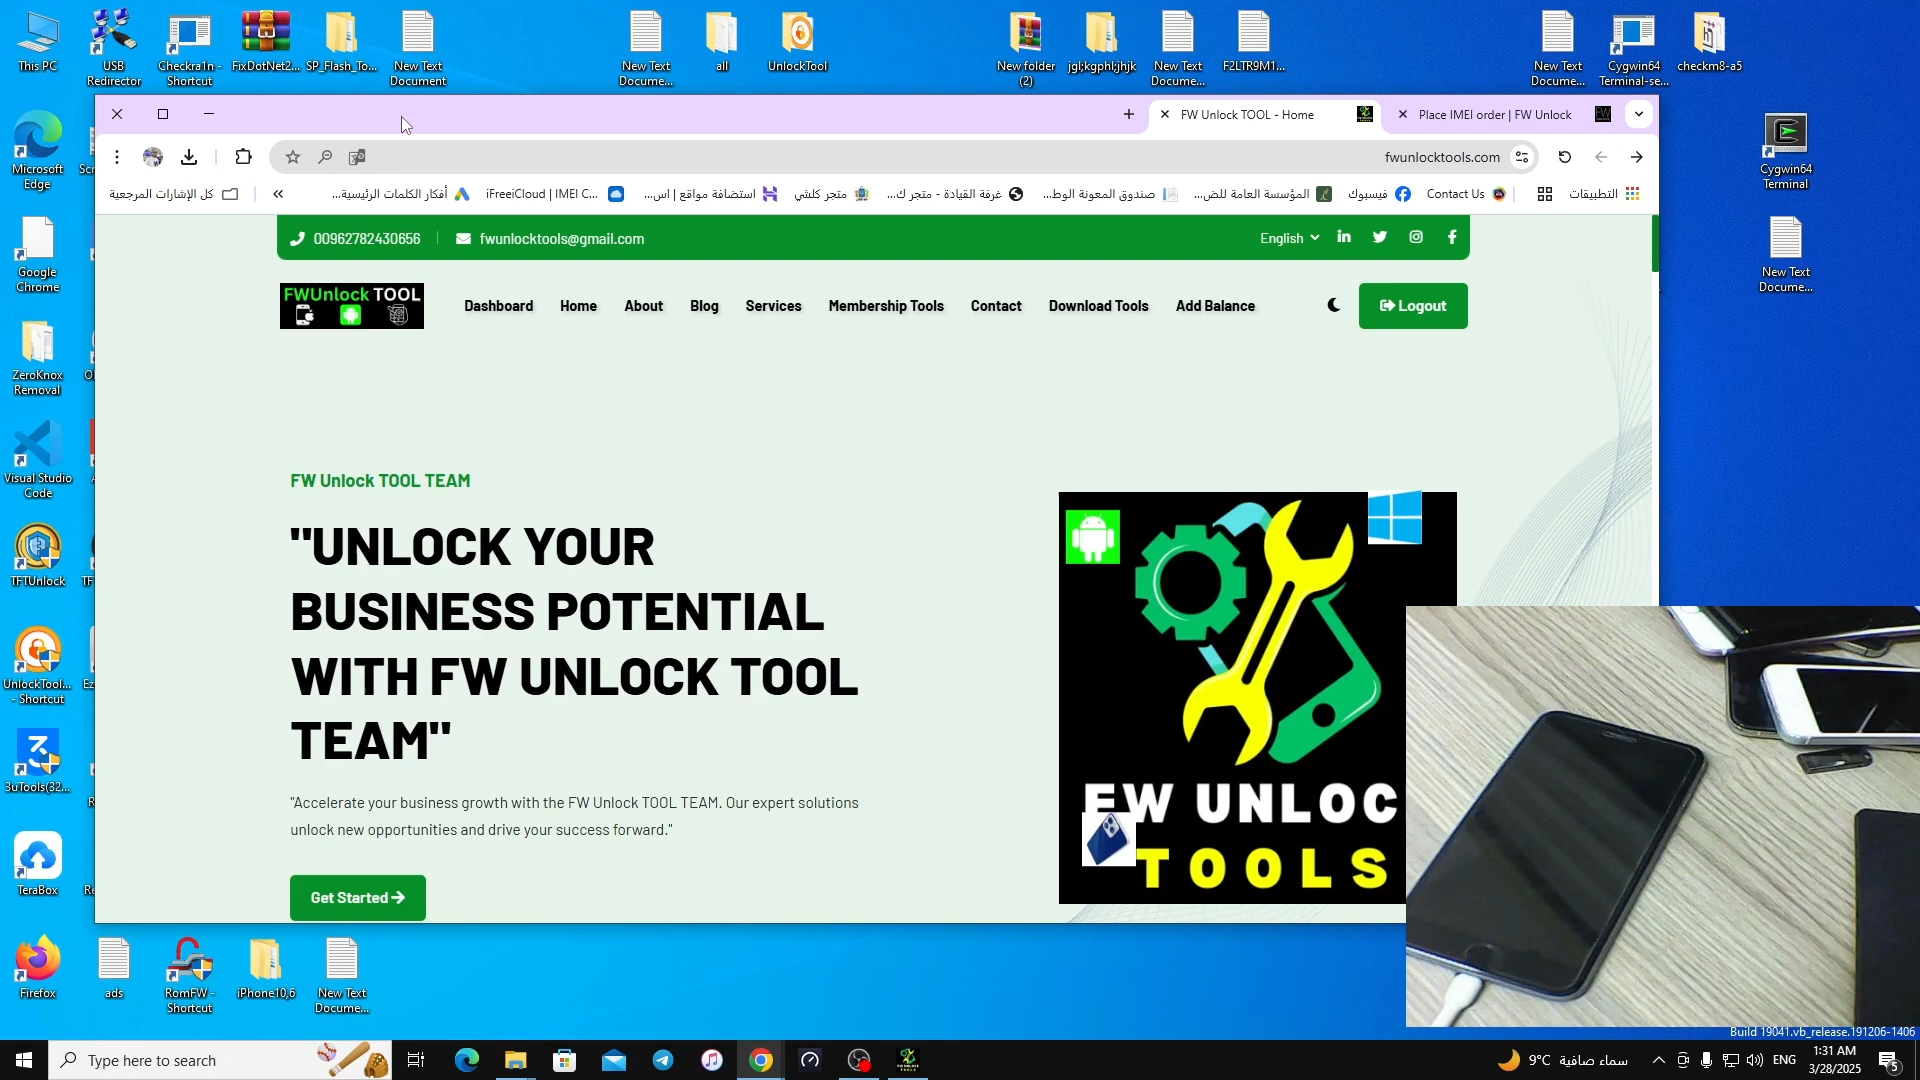 This PC
USB
Redirector
Checkra1n -
Shortcut
FixDotNet2...
SP_Flash_To...
New Text
Document
New Text
Docume...
all
UnlockTool
New folder
(2)
jgl;kgphl;jhjk
New Text
Docume...
F2LTR9M1...
New Text
Docume...
Cygwin64
Terminal-se...
checkm8-a5
FW Unlock TOOL - Home
Place IMEI order | FW Unlock
fwunlocktools.com
كل الإشارات المرجعية
أفكار الكلمات الرئيسية...
iFreeiCloud | IMEI C...
استضافة مواقع | اس...
متجر كلشي
غرفة القيادة - متجر ك...
صندوق المعونة الوط...
المؤسسة العامة للض...
فيسبوك
Contact Us
التطبيقات
00962782430656
fwunlocktools@gmail.com
English
FWUnlock TOOL
Dashboard
Home
About
Blog
Services
Membership Tools
Contact
Download Tools
Add Balance
Logout
FW Unlock TOOL TEAM
"UNLOCK YOUR
BUSINESS POTENTIAL
WITH FW UNLOCK TOOL
TEAM"
"Accelerate your business growth with the FW Unlock TOOL TEAM. Our expert solutions
unlock new opportunities and drive your success forward."
Get Started
FW UNLOC
TOOLS
Microsoft
Edge
Google
Chrome
ZeroKnox
Removal
Visual Studio
Code
TFTUnlock
UnlockTool...
- Shortcut
3uTools(32...
TeraBox
Firefox
ads
RomFW -
Shortcut
iPhone10,6
New Text
Docume...
Cygwin64
Terminal
New Text
Docume...
Build 19041.vb_release.191206-1406
Type here to search
9°C سماء صافية
ENG
1:31 AM
3/28/2025
5